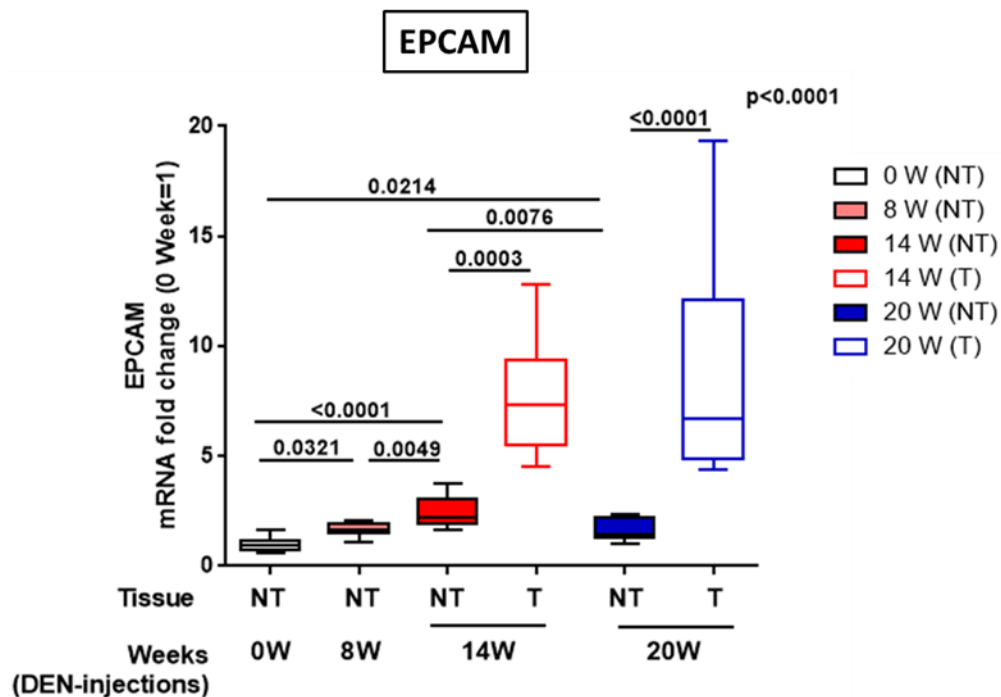 EPCAM
p<0.0001
<0.0001
20
0.0214
0.0076
15
0.0003
10
<0.0001
0.0321 0.0049
5
0
EPCAM
mRNA fold change (0 Week=1)
0 W (NT)
8 W (NT)
14 W (NT)
14 W (T)
20 W (NT)
20 W (T)
Tissue NT NT NT T NT T
Weeks 0W 8W 14W 20W
(DEN-injections)